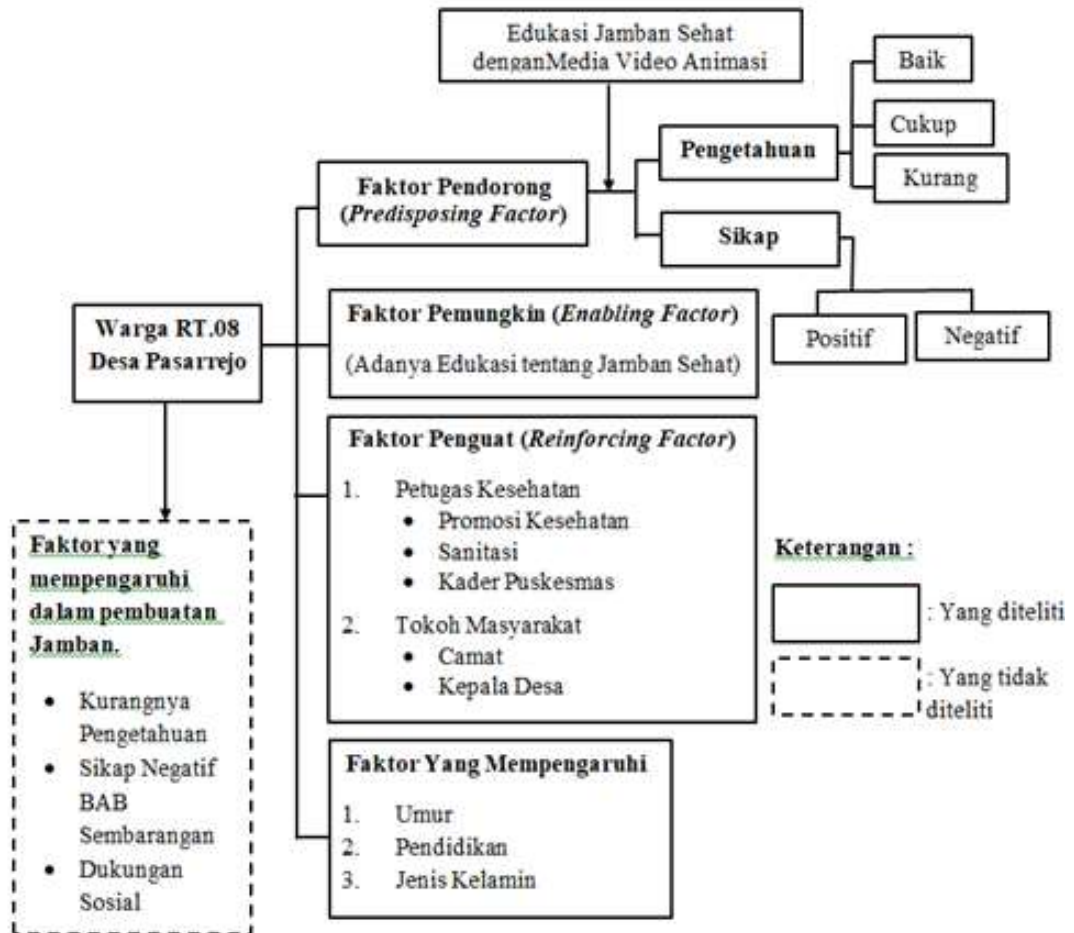 Edukasi Jamban Sehat
denganMedia Video Animasi
Baik
Cukup
Kurang
Pengetahuan
Faktor Pendorong
(Predisposing Factor)
Sikap
Positif
Negatif
Warga RT.08
Desa Pasarrejo
Faktor Pemungkin (Enabling Factor)
(Adanya Edukasi tentang Jamban Sehat)
Faktor Penguat (Reinforcing Factor)
1. Petugas Kesehatan
• Promosi Kesehatan
• Sanitasi
• Kader Puskesmas
2. Tokoh Masyarakat
• Camat
• Kepala Desa
Faktor yang
mempengaruhi
dalam pembuatan
Jamban.
• Kurangnya
Pengetahuan
• Sikap Negatif
BAB
Sembarangan
• Dukungan
Sosial
Faktor Yang Mempengaruhi
1. Umur
2. Pendidikan
3. Jenis Kelamin
Keterangan :
: Yang diteliti
: Yang tidak
diteliti